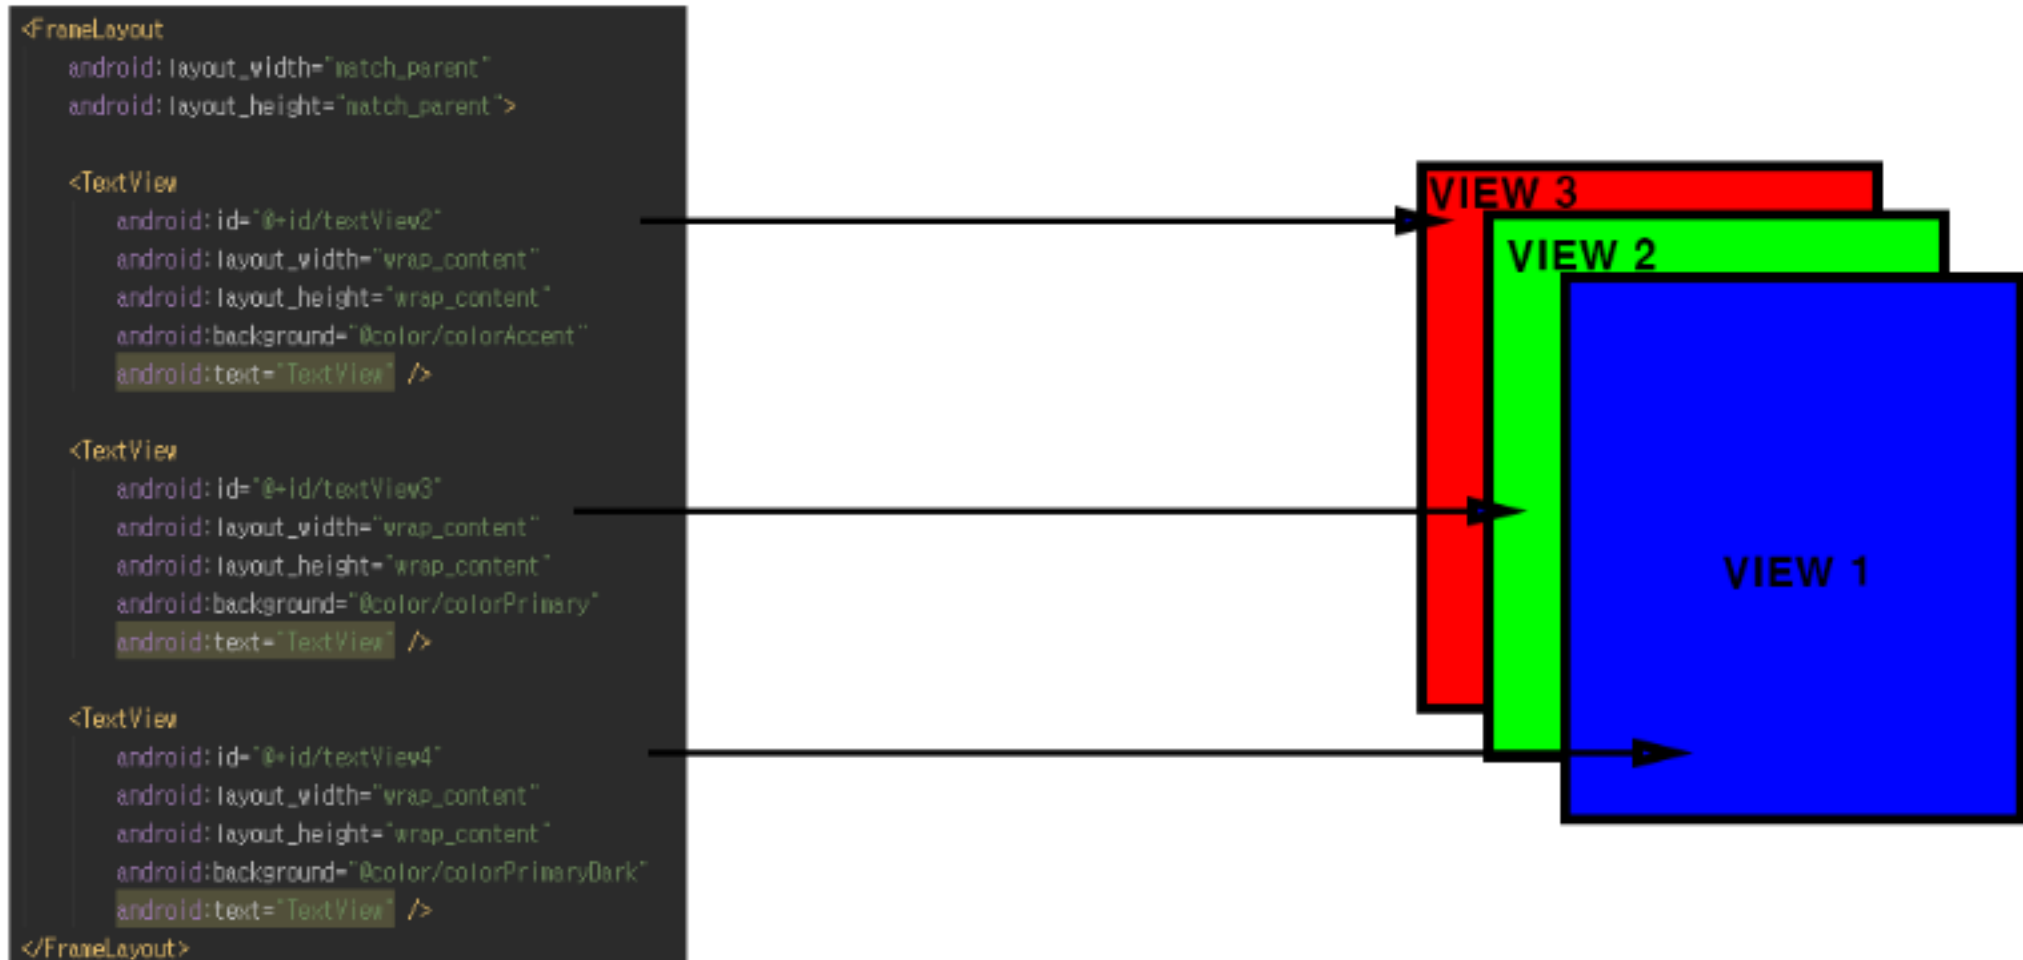 <FrameLayout
android:layout_width="match_parent"
android:layout_height="match_parent">
<TextView
android:id="@+id/textView2"
android:layout_width="wrap_content"
android:layout_height="wrap_content"
android:background="@color/colorAccent"
android:text="TextView" />
<TextView
android:id="@+id/textView3"
android:layout_width="wrap_content"
android:layout_height="wrap_content"
android:background="@color/colorPrimary"
android:text="TextView" />
<TextView
android:id="@+id/textView4"
android:layout_width="wrap_content"
android:layout_height="wrap_content"
android:background="@color/colorPrimaryDark"
android:text="TextView" />
</FrameLayout>
VIEW 3
VIEW 2
VIEW 1